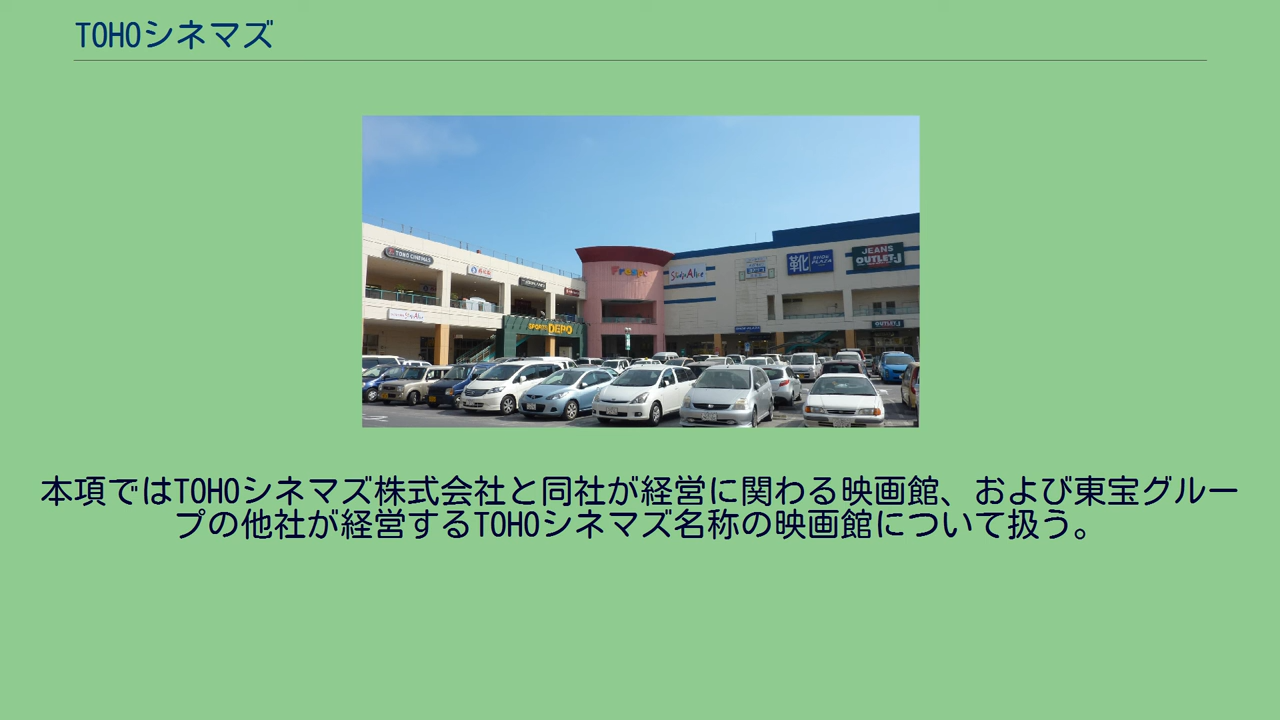 TOHOシネマズ
TOHO CINEMAS
SPORTS DEPO
靴
SHOE PLAZA
JEANS
OUTLET-J
OUTLET-J
本項ではTOHOシネマズ株式会社と同社が経営に関わる映画館、および東宝グルー
プの他社が経営するTOHOシネマズ名称の映画館について扱う。